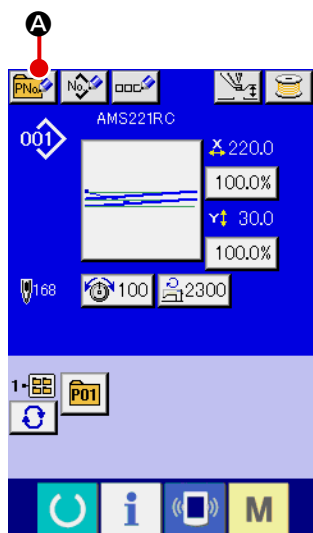 A
PNo. No.
AMS221RC
001 X 220.0
100.0%
Y 30.0
100.0%
168 100 2300
1- P01
i M